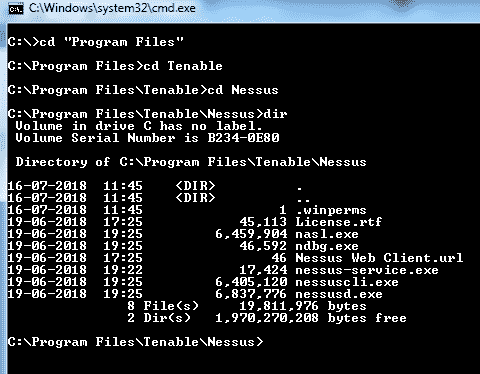 C:\Windows\system32\cmd.exe
C:\>cd "Program Files"
C:\Program Files>cd Tenable
C:\Program Files\Tenable>cd Nessus
C:\Program Files\Tenable\Nessus>dir
Volume in drive C has no label.
Volume Serial Number is B234-0E80
Directory of C:\Program Files\Tenable\Nessus
16-07-2018 11:45 <DIR> .
16-07-2018 11:45 <DIR> ..
16-07-2018 11:45 1 .winperms
19-06-2018 17:25 45,113 License.rtf
19-06-2018 19:25 6,459,904 nasl.exe
19-06-2018 19:25 46,592 ndbg.exe
19-06-2018 17:25 46 Nessus Web Client.url
19-06-2018 19:22 17,424 nessus-service.exe
19-06-2018 19:25 6,405,120 nessuscli.exe
19-06-2018 19:25 6,837,776 nessusd.exe
8 File(s) 19,811,976 bytes
2 Dir(s) 1,970,270,208 bytes free
C:\Program Files\Tenable\Nessus>